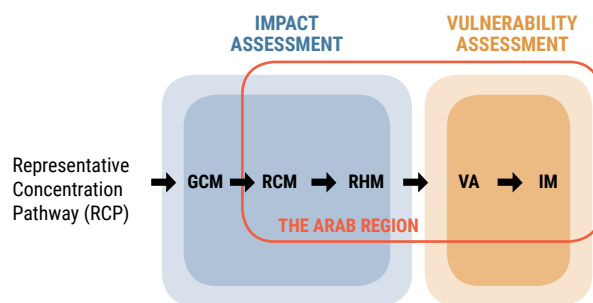 IMPACT
ASSESSMENT
VULNERABILITY
ASSESSMENT
Representative
Concentration
Pathway (RCP)
GCM
RCM
RHM
VA
IM
THE ARAB REGION